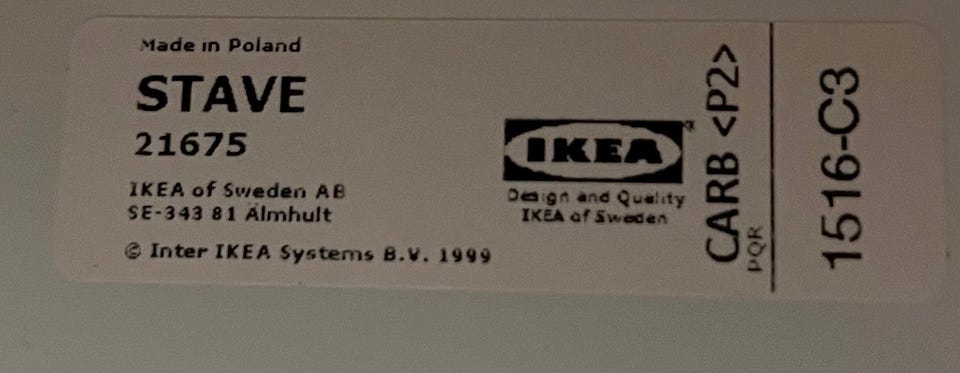 Made in Poland
STAVE
21675
IKEA of Sweden AB
SE-343 81 Älmhult
© Inter IKEA Systems B.V. 1999
IKEA®
Design and Quality
IKEA of Sweden
CARB <P2>
PQR
1516-C3